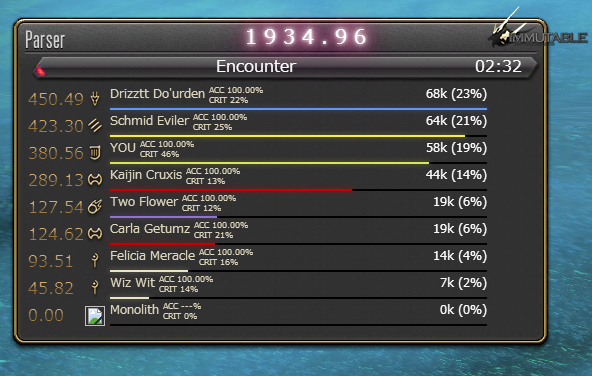 Parser
1934.96
IMMUTABLE
Encounter 02:32
450.49 Drizztt Do'urden ACC 100.00% 68k (23%)
CRIT 22%
423.30 Schmid Eviler ACC 100.00% 64k (21%)
CRIT 25%
380.56 YOU ACC 100.00% 58k (19%)
CRIT 46%
289.13 Kaijin Cruxis ACC 100.00% 44k (14%)
CRIT 13%
127.54 Two Flower ACC 100.00% 19k (6%)
CRIT 12%
124.62 Carla Getumz ACC 100.00% 19k (6%)
CRIT 21%
93.51 Felicia Meracle ACC 100.00% 14k (4%)
CRIT 16%
45.82 Wiz Wit ACC 100.00% 7k (2%)
CRIT 14%
0.00 Monolith ACC ---% 0k (0%)
CRIT 0%